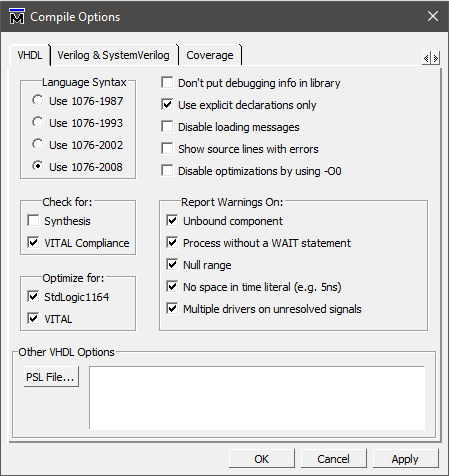 Compile Options
VHDL
Verilog & SystemVerilog
Coverage
Language Syntax
Use 1076-1987
Use 1076-1993
Use 1076-2002
Use 1076-2008
Don't put debugging info in library
Use explicit declarations only
Disable loading messages
Show source lines with errors
Disable optimizations by using -O0
Check for:
Synthesis
VITAL Compliance
Optimize for:
StdLogic1164
VITAL
Report Warnings On:
Unbound component
Process without a WAIT statement
Null range
No space in time literal (e.g. 5ns)
Multiple drivers on unresolved signals
Other VHDL Options
PSL File...
OK
Cancel
Apply